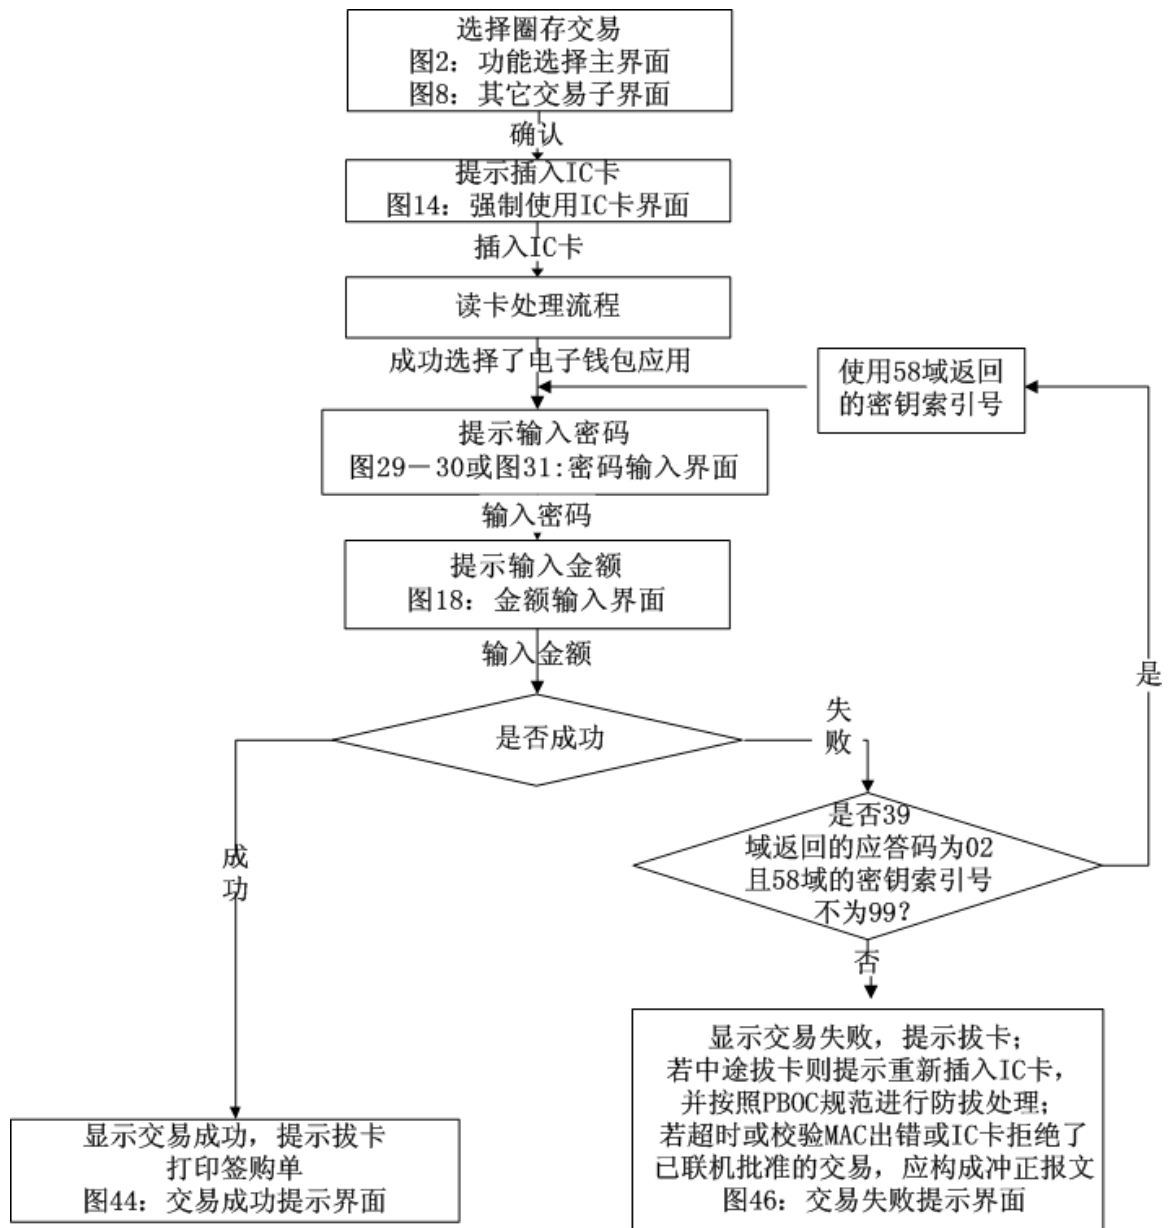 选择圈存交易
图2：功能选择主界面
图8：其它交易子界面
确认
提示插入IC卡
图14：强制使用IC卡界面
插入IC卡
读卡处理流程
成功选择了电子钱包应用
使用58域返回
的密钥索引号
提示输入密码
图29－30或图31:密码输入界面
输入密码
提示输入金额
图18：金额输入界面
输入金额
是
是否成功
失
败
是否39
域返回的应答码为02
且58域的密钥索引号
不为99？
成
功
否
显示交易失败，提示拔卡；
若中途拔卡则提示重新插入IC卡，
并按照PBOC规范进行防拔处理；
若超时或校验MAC出错或IC卡拒绝了
已联机批准的交易，应构成冲正报文
图46：交易失败提示界面
显示交易成功，提示拔卡
打印签购单
图44：交易成功提示界面